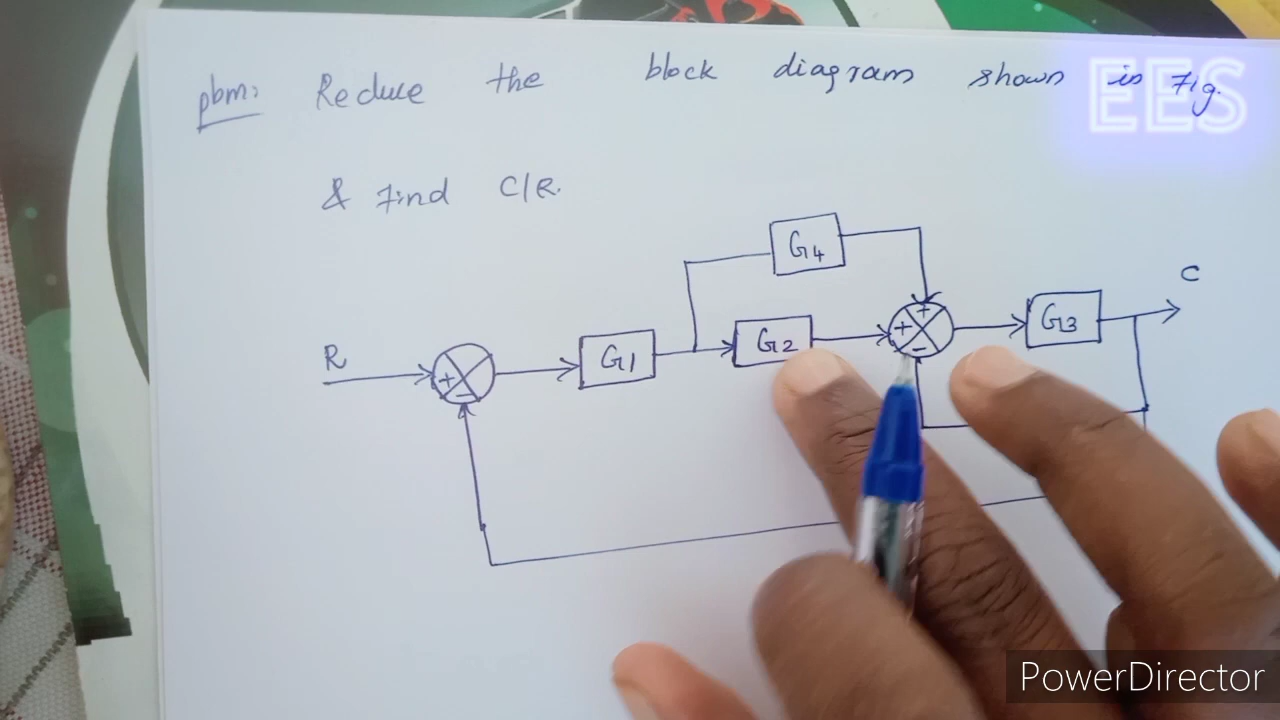 pbm: Reduce the block diagram shown in Fig.
EES
& Find C/R.
G4
C
R
+
-
G1
G2
+
+
-
G3
PowerDirector